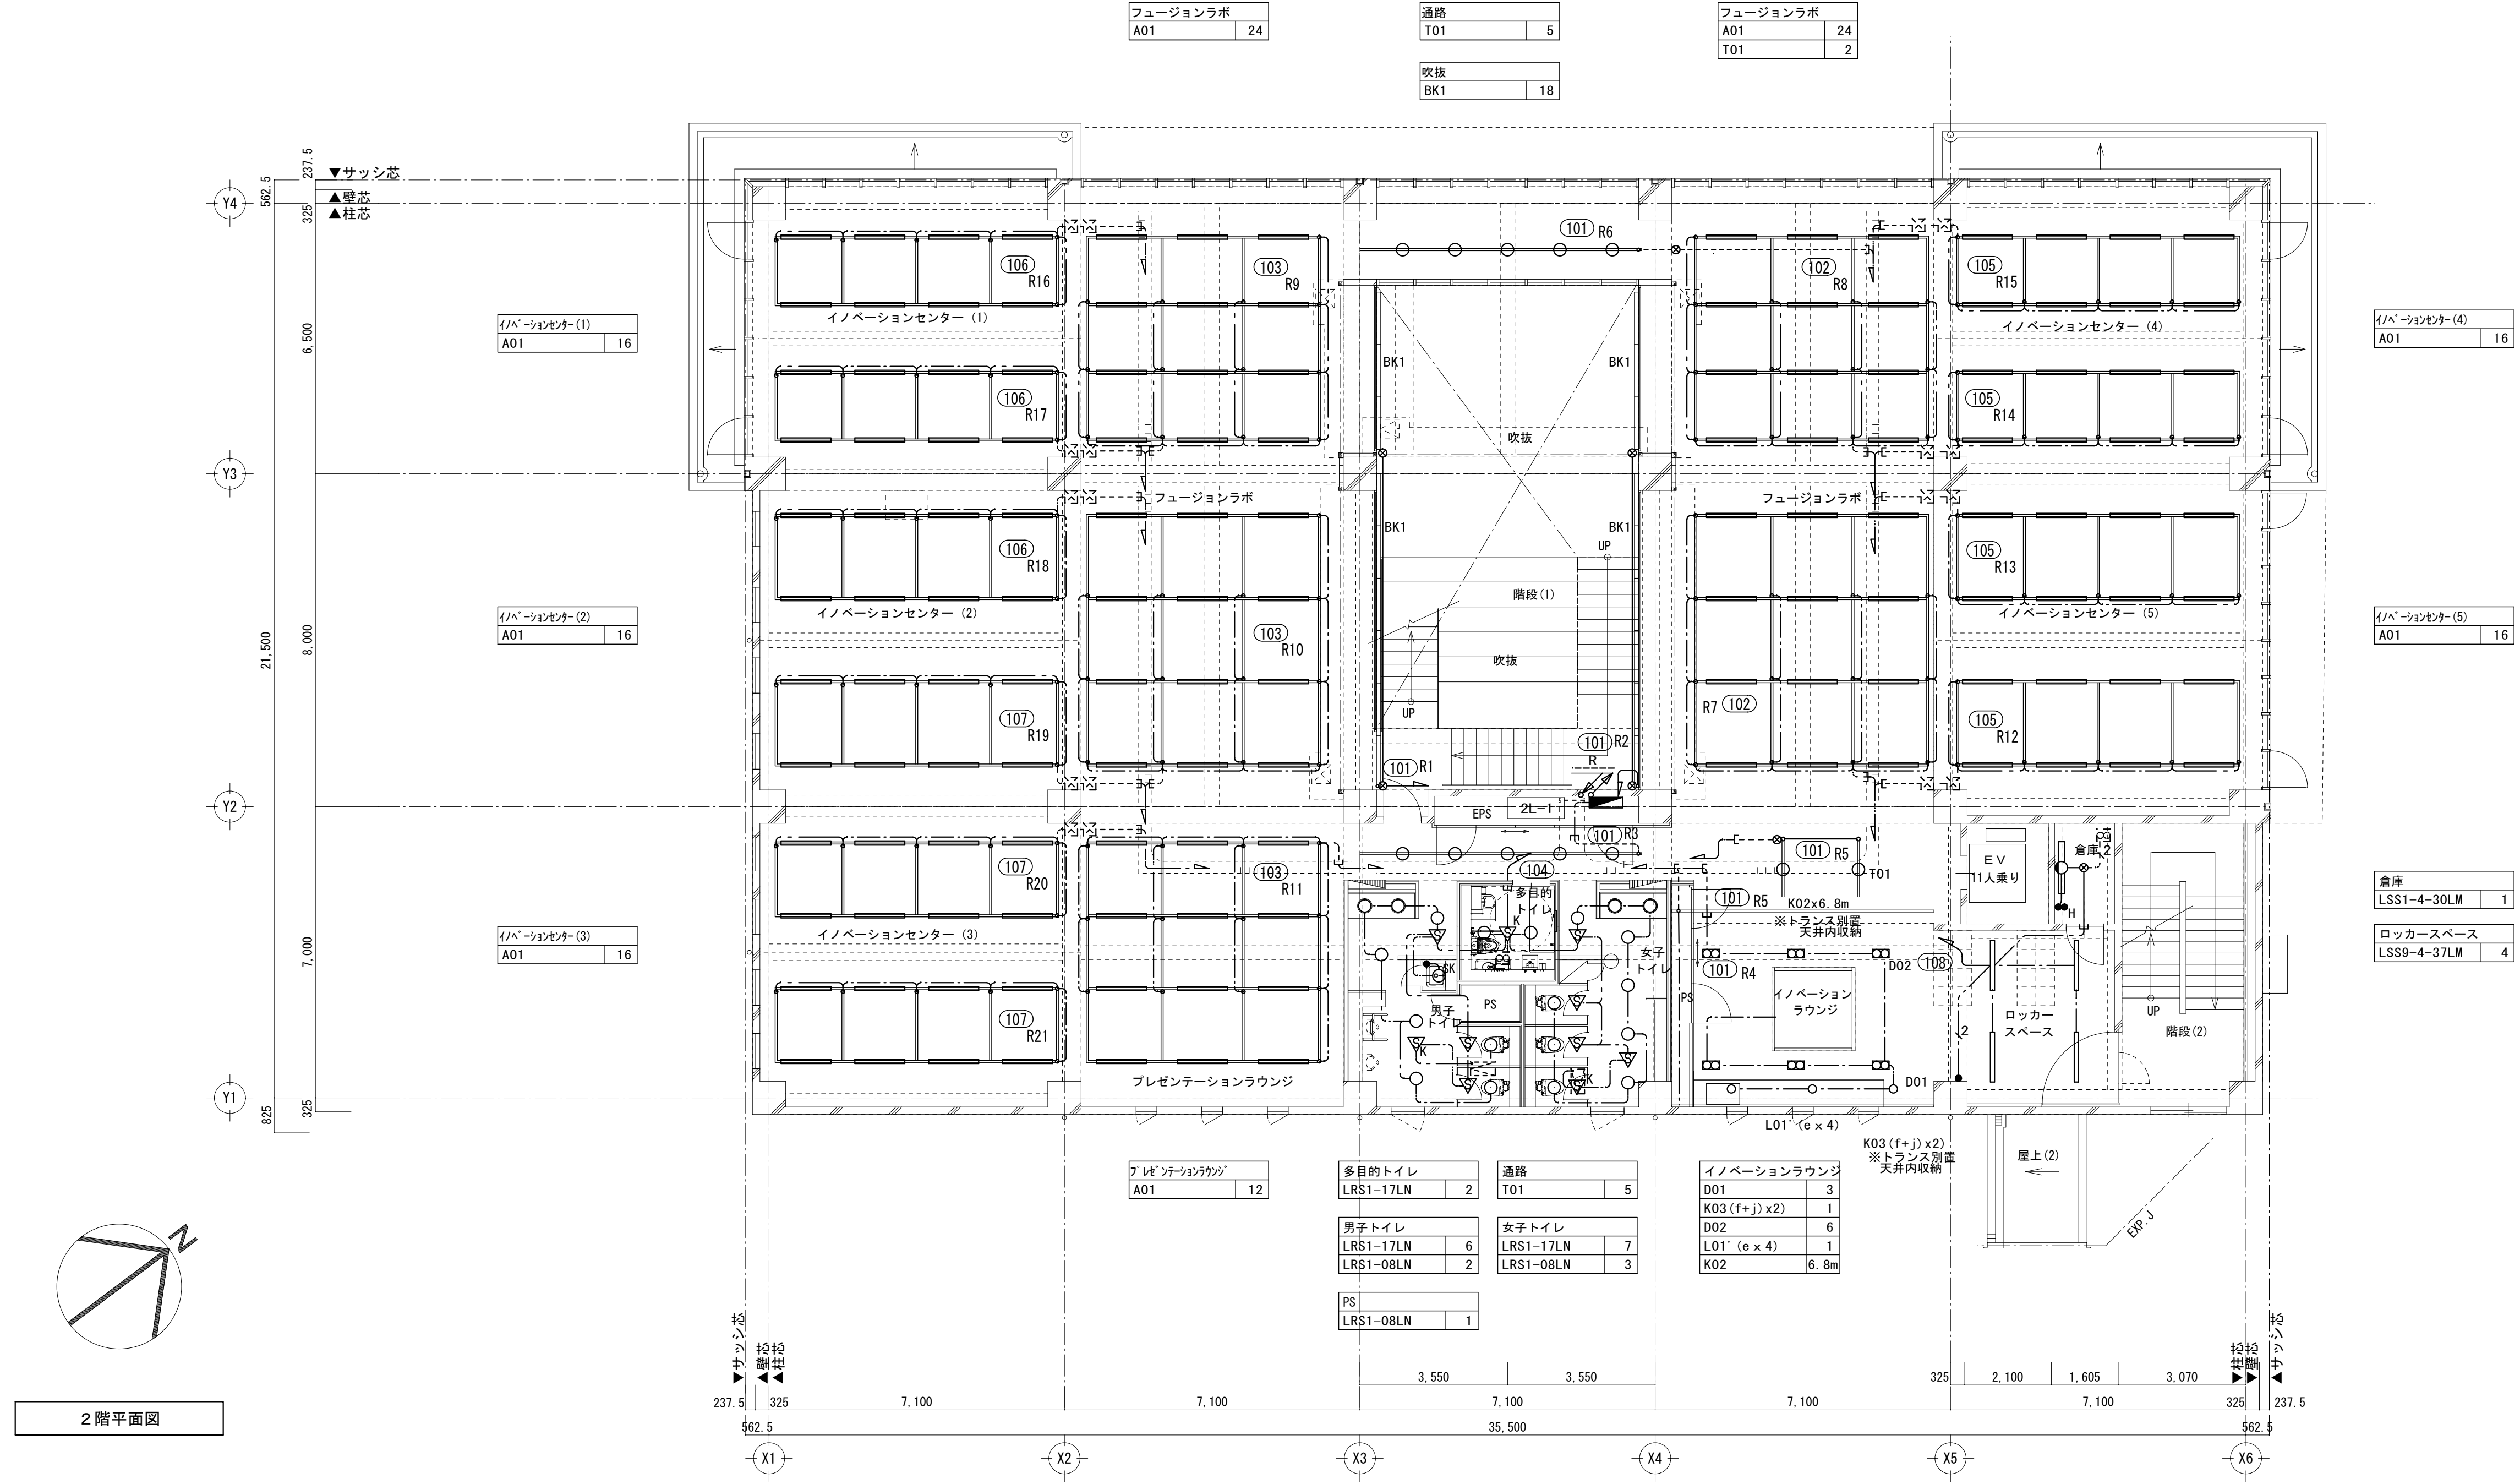 フュージョンラボ
A01 24
通路
T01 5
フュージョンラボ
A01 24
T01 2
吹抜
BK1 18
237.5
562.5
325
▼サッシ芯
▲壁芯
▲柱芯
Y4
101 R6
106
R16
103
R9
102
R8
105
R15
イノベーションセンター (1)
イノベーションセンター (4)
イノベーションセンター(1)
A01 16
イノベーションセンター(4)
A01 16
6,500
BK1
BK1
106
R17
105
R14
吹抜
Y3
フュージョンラボ
フュージョンラボ
BK1
BK1
UP
106
R18
105
R13
階段(1)
イノベーションセンター (2)
イノベーションセンター (5)
イノベーションセンター(2)
A01 16
イノベーションセンター(5)
A01 16
21,500
8,000
103
R10
吹抜
R7 102
UP
107
R19
105
R12
101 R2
101 R1
R
Y2
EPS
2L-1
101 R3
101 R5
T01
104
EV
11人乗り
倉庫2
H
107
R20
103
R11
多目的
トイレ
K
101 R5
K02x6.8m
※トランス別置
天井内収納
倉庫
LSS1-4-30LM 1
ロッカースペース
LSS9-4-37LM 4
イノベーションセンター (3)
イノベーションセンター(3)
A01 16
7,000
SK
女子
トイレ
101 R4
D02
108
PS
PS
イノベーション
ラウンジ
男子
トイレ
K
107
R21
2
ロッカー
スペース
UP
階段(2)
K
プレゼンテーションラウンジ
D01
Y1
825
325
L01'(e x 4)
K03(f+j)x2)
※トランス別置
天井内収納
屋上(2)
EXP.J
プレゼンテーションラウンジ
A01 12
多目的トイレ
LRS1-17LN 2
通路
T01 5
イノベーションラウンジ
D01 3
K03(f+j)x2) 1
D02 6
L01'(e x 4) 1
K02 6.8m
男子トイレ
LRS1-17LN 6
LRS1-08LN 2
女子トイレ
LRS1-17LN 7
LRS1-08LN 3
PS
LRS1-08LN 1
N
▼サッシ芯
▲壁芯
▲柱芯
▼柱芯
▼壁芯
▲サッシ芯
3,550 3,550 325 2,100 1,605 3,070
237.5 325 7,100 7,100 7,100 7,100 7,100 325 237.5
562.5 35,500 562.5
X1 X2 X3 X4 X5 X6
２階平面図